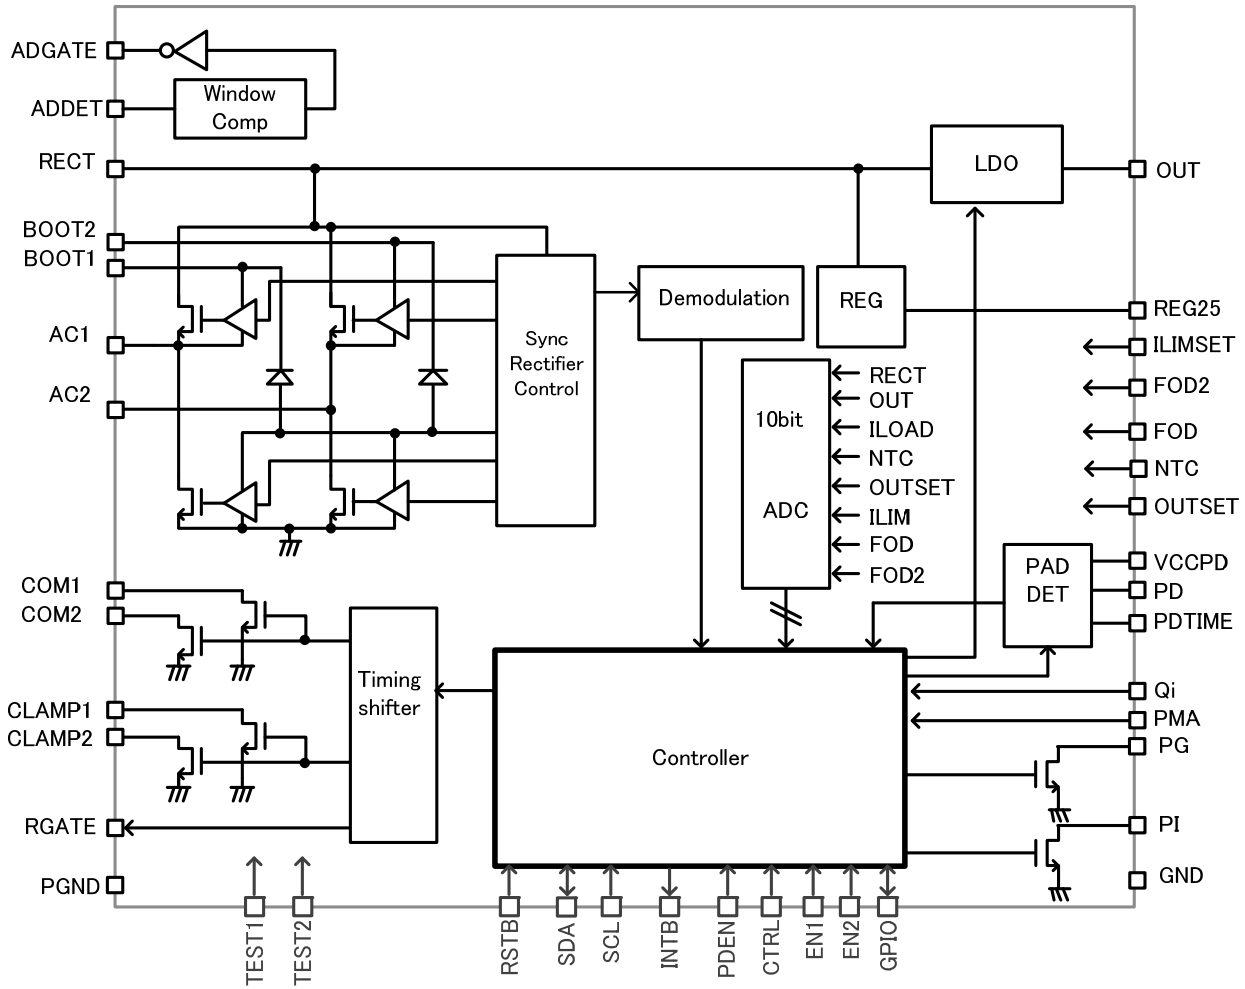 ADGATE
ADDET
RECT
BOOT2
BOOT1
AC1
AC2
COM1
COM2
CLAMP1
CLAMP2
RGATE
PGND
Window
Comp
Sync
Rectifier
Control
Demodulation
REG
LDO
10bit
ADC
RECT
OUT
ILOAD
NTC
OUTSET
ILIM
FOD
FOD2
PAD
DET
Timing
shifter
Controller
OUT
REG25
ILIMSET
FOD2
FOD
NTC
OUTSET
VCCPD
PD
PDTIME
Qi
PMA
PG
PI
GND
TEST1
TEST2
RSTB
SDA
SCL
INTB
PDEN
CTRL
EN1
EN2
GPIO